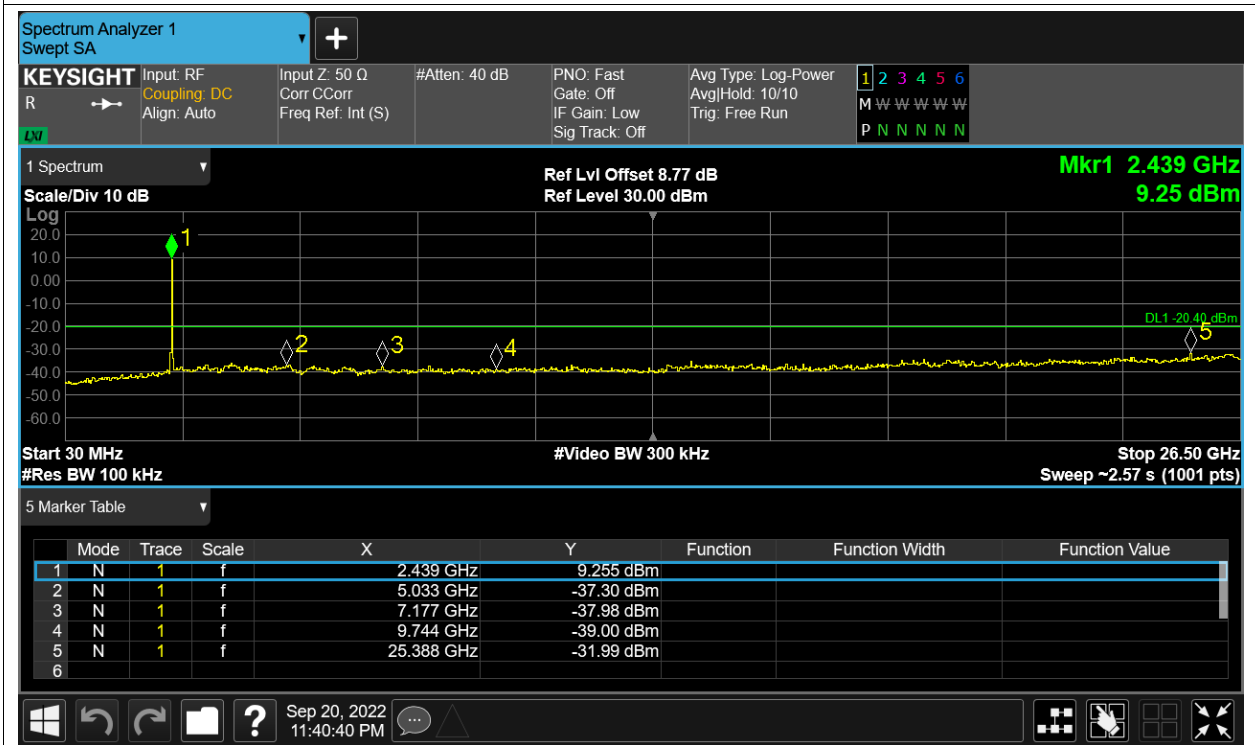 Spectrum Analyzer 1
Swept SA
KEYSIGHT
R
LXI
Input: RF
Coupling: DC
Align: Auto
Input Z: 50 Ω
Corr CCorr
Freq Ref: Int (S)
#Atten: 40 dB
PNO: Fast
Gate: Off
IF Gain: Low
Sig Track: Off
Avg Type: Log-Power
Avg|Hold: 10/10
Trig: Free Run
1 2 3 4 5 6
M W W W W W
P N N N N N
1 Spectrum
Scale/Div 10 dB
Ref Lvl Offset 8.77 dB
Ref Level 30.00 dBm
Mkr1 2.439 GHz
9.25 dBm
Log
20.0
10.0
0.00
-10.0
-20.0
-30.0
-40.0
-50.0
-60.0
1
2
3
4
5
DL1 -20.40 dBm
Start 30 MHz
#Video BW 300 kHz
Stop 26.50 GHz
#Res BW 100 kHz
Sweep ~2.57 s (1001 pts)
5 Marker Table
Mode Trace Scale X Y Function Function Width Function Value
1 N 1 f 2.439 GHz 9.255 dBm
2 N 1 f 5.033 GHz -37.30 dBm
3 N 1 f 7.177 GHz -37.98 dBm
4 N 1 f 9.744 GHz -39.00 dBm
5 N 1 f 25.388 GHz -31.99 dBm
6
?
Sep 20, 2022
11:40:40 PM